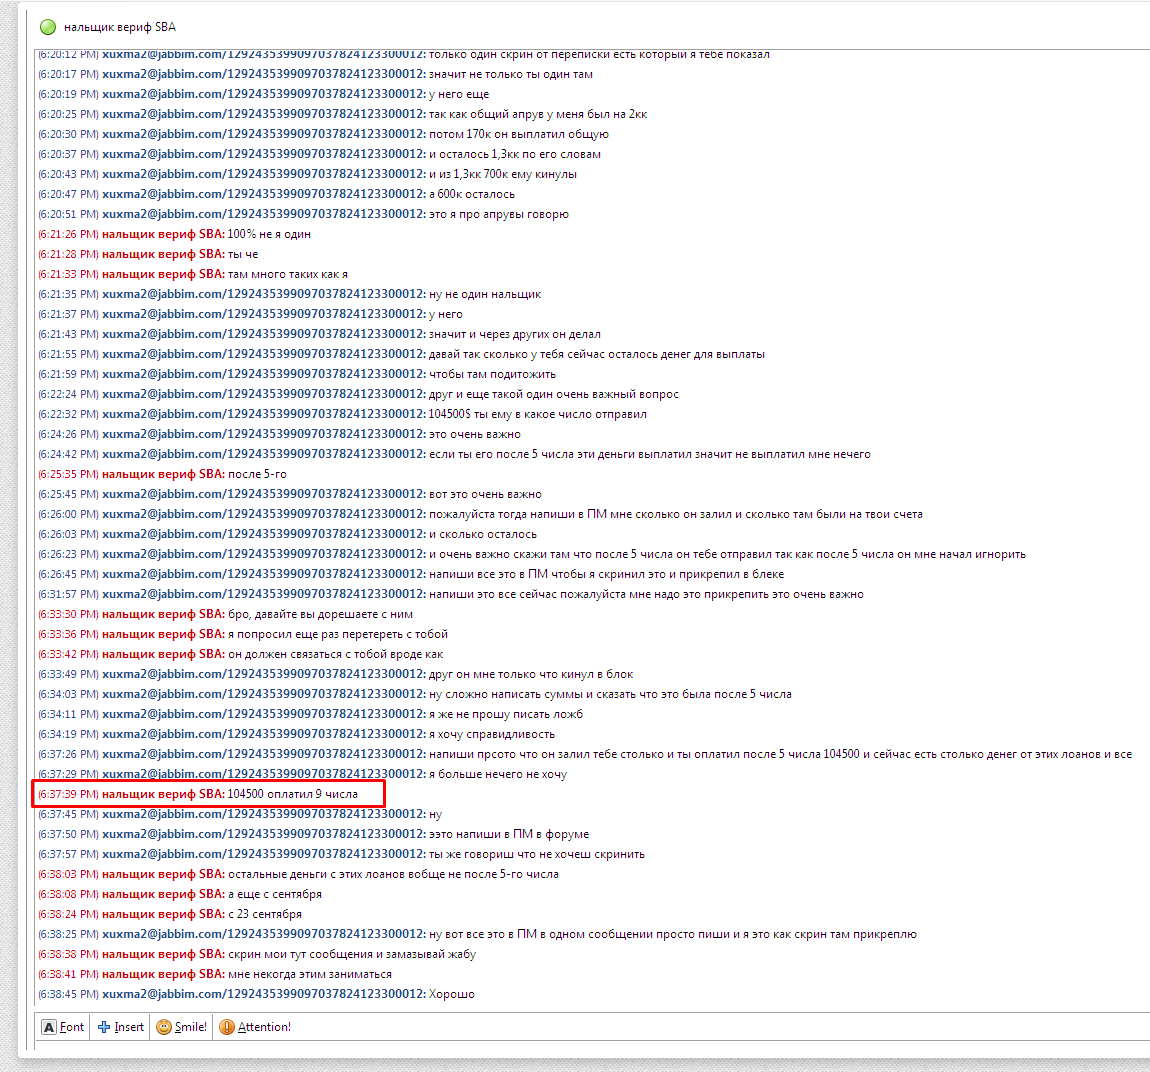 нальщик вериф SBA
(6:20:12 PM) xuxma2@jabbim.com/1292435399097037824123300012: только один скрин от переписки есть который я тебе показал
(6:20:17 PM) xuxma2@jabbim.com/1292435399097037824123300012: значит не только ты один там
(6:20:19 PM) xuxma2@jabbim.com/1292435399097037824123300012: у него еще
(6:20:25 PM) xuxma2@jabbim.com/1292435399097037824123300012: так как общий апрув у меня был на 2кк
(6:20:30 PM) xuxma2@jabbim.com/1292435399097037824123300012: потом 170к он выплатил общую
(6:20:37 PM) xuxma2@jabbim.com/1292435399097037824123300012: и осталось 1,3кк по его словам
(6:20:43 PM) xuxma2@jabbim.com/1292435399097037824123300012: и из 1,3кк 700к ему кинулы
(6:20:47 PM) xuxma2@jabbim.com/1292435399097037824123300012: а 600к осталось
(6:20:51 PM) xuxma2@jabbim.com/1292435399097037824123300012: это я про апрувы говорю
(6:21:26 PM) нальщик вериф SBA: 100% не я один
(6:21:28 PM) нальщик вериф SBA: ты че
(6:21:33 PM) нальщик вериф SBA: там много таких как я
(6:21:35 PM) xuxma2@jabbim.com/1292435399097037824123300012: ну не один нальщик
(6:21:37 PM) xuxma2@jabbim.com/1292435399097037824123300012: у него
(6:21:43 PM) xuxma2@jabbim.com/1292435399097037824123300012: значит и через других он делал
(6:21:55 PM) xuxma2@jabbim.com/1292435399097037824123300012: давай так сколько у тебя сейчас осталось денег для выплаты
(6:21:59 PM) xuxma2@jabbim.com/1292435399097037824123300012: чтобы там подитожить
(6:22:24 PM) xuxma2@jabbim.com/1292435399097037824123300012: друг и еще такой один очень важный вопрос
(6:22:32 PM) xuxma2@jabbim.com/1292435399097037824123300012: 104500$ ты ему в какое число отправил
(6:24:26 PM) xuxma2@jabbim.com/1292435399097037824123300012: это очень важно
(6:24:42 PM) xuxma2@jabbim.com/1292435399097037824123300012: если ты его после 5 числа эти деньги выплатил значит не выплатил мне нечего
(6:25:35 PM) нальщик вериф SBA: после 5-го
(6:25:45 PM) xuxma2@jabbim.com/1292435399097037824123300012: вот это очень важно
(6:26:00 PM) xuxma2@jabbim.com/1292435399097037824123300012: пожалуйста тогда напиши в ПМ мне сколько он залил и сколько там были на твои счета
(6:26:03 PM) xuxma2@jabbim.com/1292435399097037824123300012: и сколько осталось
(6:26:23 PM) xuxma2@jabbim.com/1292435399097037824123300012: и очень важно скажи там что после 5 числа он тебе отправил так как после 5 числа он мне начал игнорить
(6:26:45 PM) xuxma2@jabbim.com/1292435399097037824123300012: напиши все это в ПМ чтобы я скринил это и прикрепил в блеке
(6:31:57 PM) xuxma2@jabbim.com/1292435399097037824123300012: напиши это все сейчас пожалуйста мне надо это прикрепить это очень важно
(6:33:30 PM) нальщик вериф SBA: бро, давайте вы дорешаете с ним
(6:33:36 PM) нальщик вериф SBA: я попросил еще раз перетереть с тобой
(6:33:42 PM) нальщик вериф SBA: он должен связаться с тобой вроде как
(6:33:49 PM) xuxma2@jabbim.com/1292435399097037824123300012: друг он мне только что кинул в блок
(6:34:03 PM) xuxma2@jabbim.com/1292435399097037824123300012: ну сложно написать суммы и сказать что это была после 5 числа
(6:34:11 PM) xuxma2@jabbim.com/1292435399097037824123300012: я же не прошу писать ложб
(6:34:19 PM) xuxma2@jabbim.com/1292435399097037824123300012: я хочу справидливость
(6:37:26 PM) xuxma2@jabbim.com/1292435399097037824123300012: напиши прсото что он залил тебе столько и ты оплатил после 5 числа 104500 и сейчас есть столько денег от этих лоанов и все
(6:37:29 PM) xuxma2@jabbim.com/1292435399097037824123300012: я больше нечего не хочу
(6:37:39 PM) нальщик вериф SBA: 104500 оплатил 9 числа
(6:37:45 PM) xuxma2@jabbim.com/1292435399097037824123300012: ну
(6:37:50 PM) xuxma2@jabbim.com/1292435399097037824123300012: ээто напиши в ПМ в форуме
(6:37:57 PM) xuxma2@jabbim.com/1292435399097037824123300012: ты же говориш что не хочеш скринить
(6:38:03 PM) нальщик вериф SBA: остальные деньги с этих лоанов вобще не после 5-го числа
(6:38:08 PM) нальщик вериф SBA: а еще с сентября
(6:38:24 PM) нальщик вериф SBA: с 23 сентября
(6:38:25 PM) xuxma2@jabbim.com/1292435399097037824123300012: ну вот все это в ПМ в одном сообщении просто пиши и я это как скрин там прикреплю
(6:38:38 PM) нальщик вериф SBA: скрин мои тут сообщения и замазывай жабу
(6:38:41 PM) нальщик вериф SBA: мне некогда этим заниматься
(6:38:45 PM) xuxma2@jabbim.com/1292435399097037824123300012: Хорошо
A Font Insert Smile! Attention!